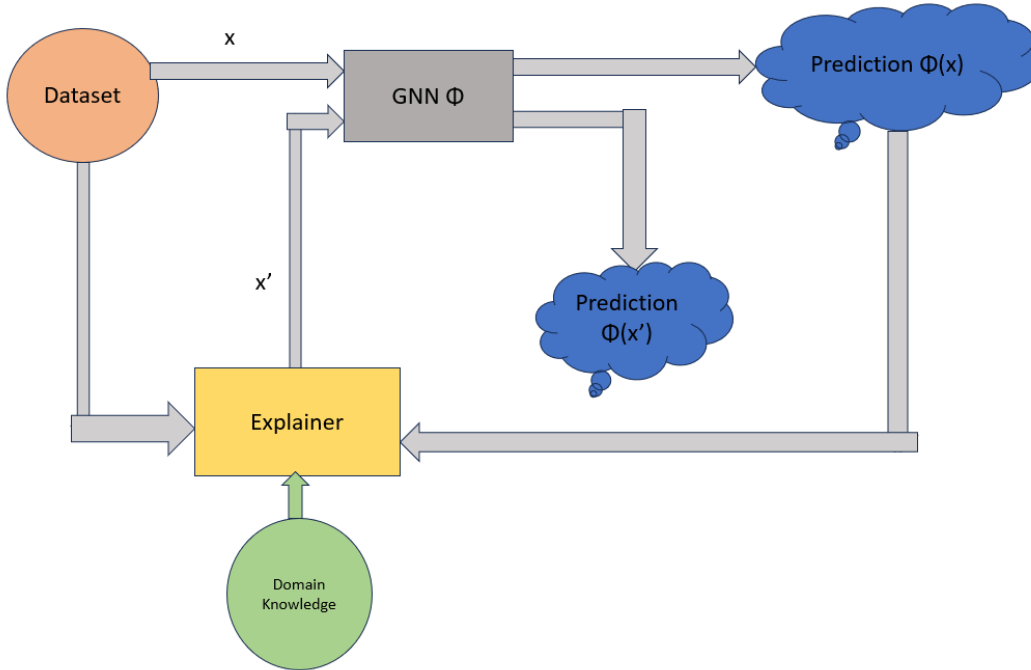 x
Dataset
GNN Φ
Prediction Φ(x)
x’
Prediction
Φ(x’)
Explainer
Domain
Knowledge